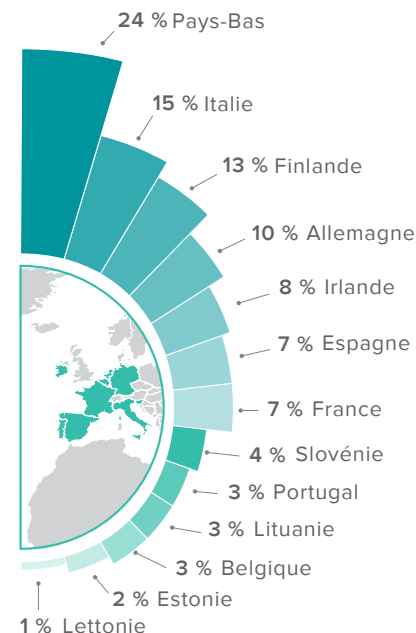 24 % Pays-Bas
15 % Italie
13 % Finlande
10 % Allemagne
8 % Irlande
7 % Espagne
7 % France
4 % Slovénie
3 % Portugal
3 % Lituanie
3 % Belgique
2 % Estonie
1 % Lettonie